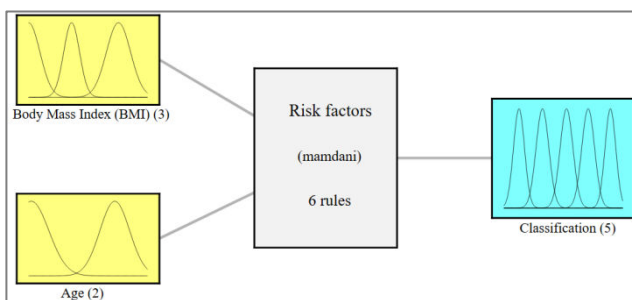 Body Mass Index (BMI) (3)
Age (2)
Risk factors
(mamdani)
6 rules
Classification (5)